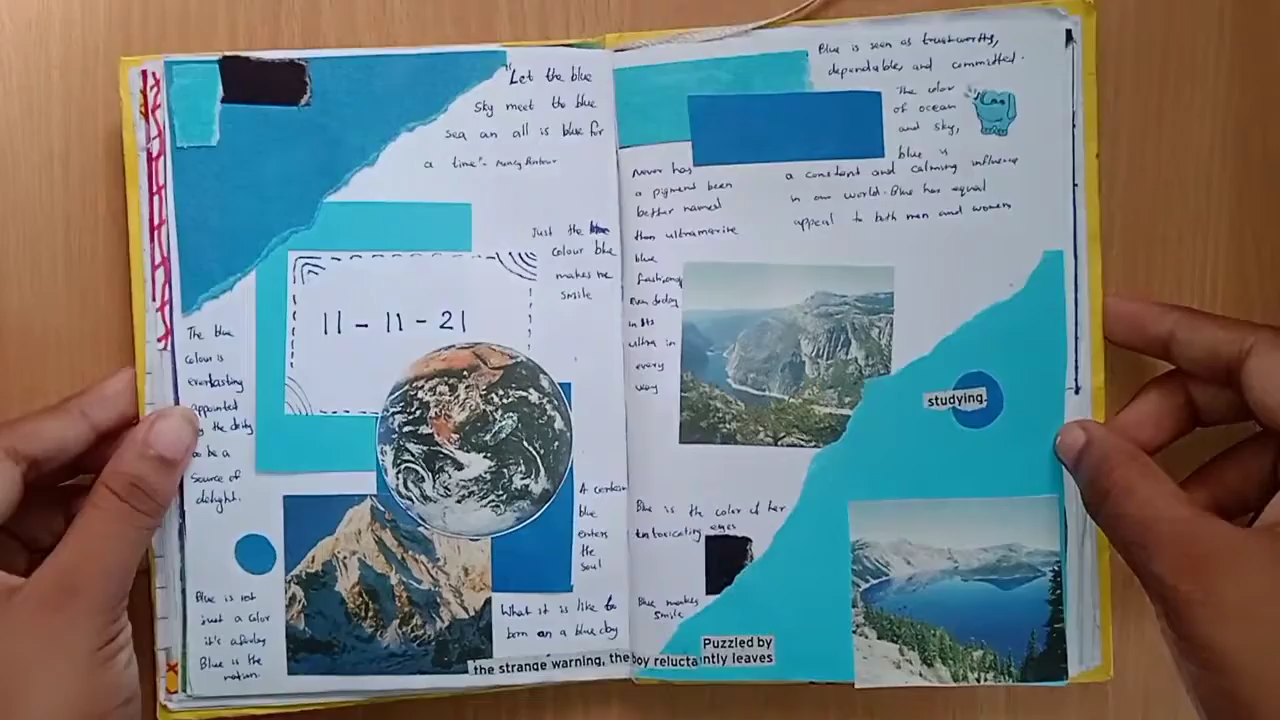 "Let the blue
sky meet the blue
sea an all is blue for
a time"-
Just the
colour blue
makes me
smile
11-11-21
The blue
colour is
everlasting
appointed
by the deity
to be a
source of
delight.
A certain
blue
enters
the
soul
Blue is not
just a color
it's a
Blue is the
What it is like to
born on a blue day
the strange warning, the boy reluctantly leaves
Puzzled by
Blue is seen as trustworthy,
dependable, and committed.
The color
of ocean
and sky,
blue is
a constant and calming influence
in our world. Blue has equal
appeal to both men and women
Never has
a pigment been
better named
than ultramarine
blue
in its
ultra in
every
way
studying.
Blue is the color of her
intoxicating eyes
Blue makes
smile